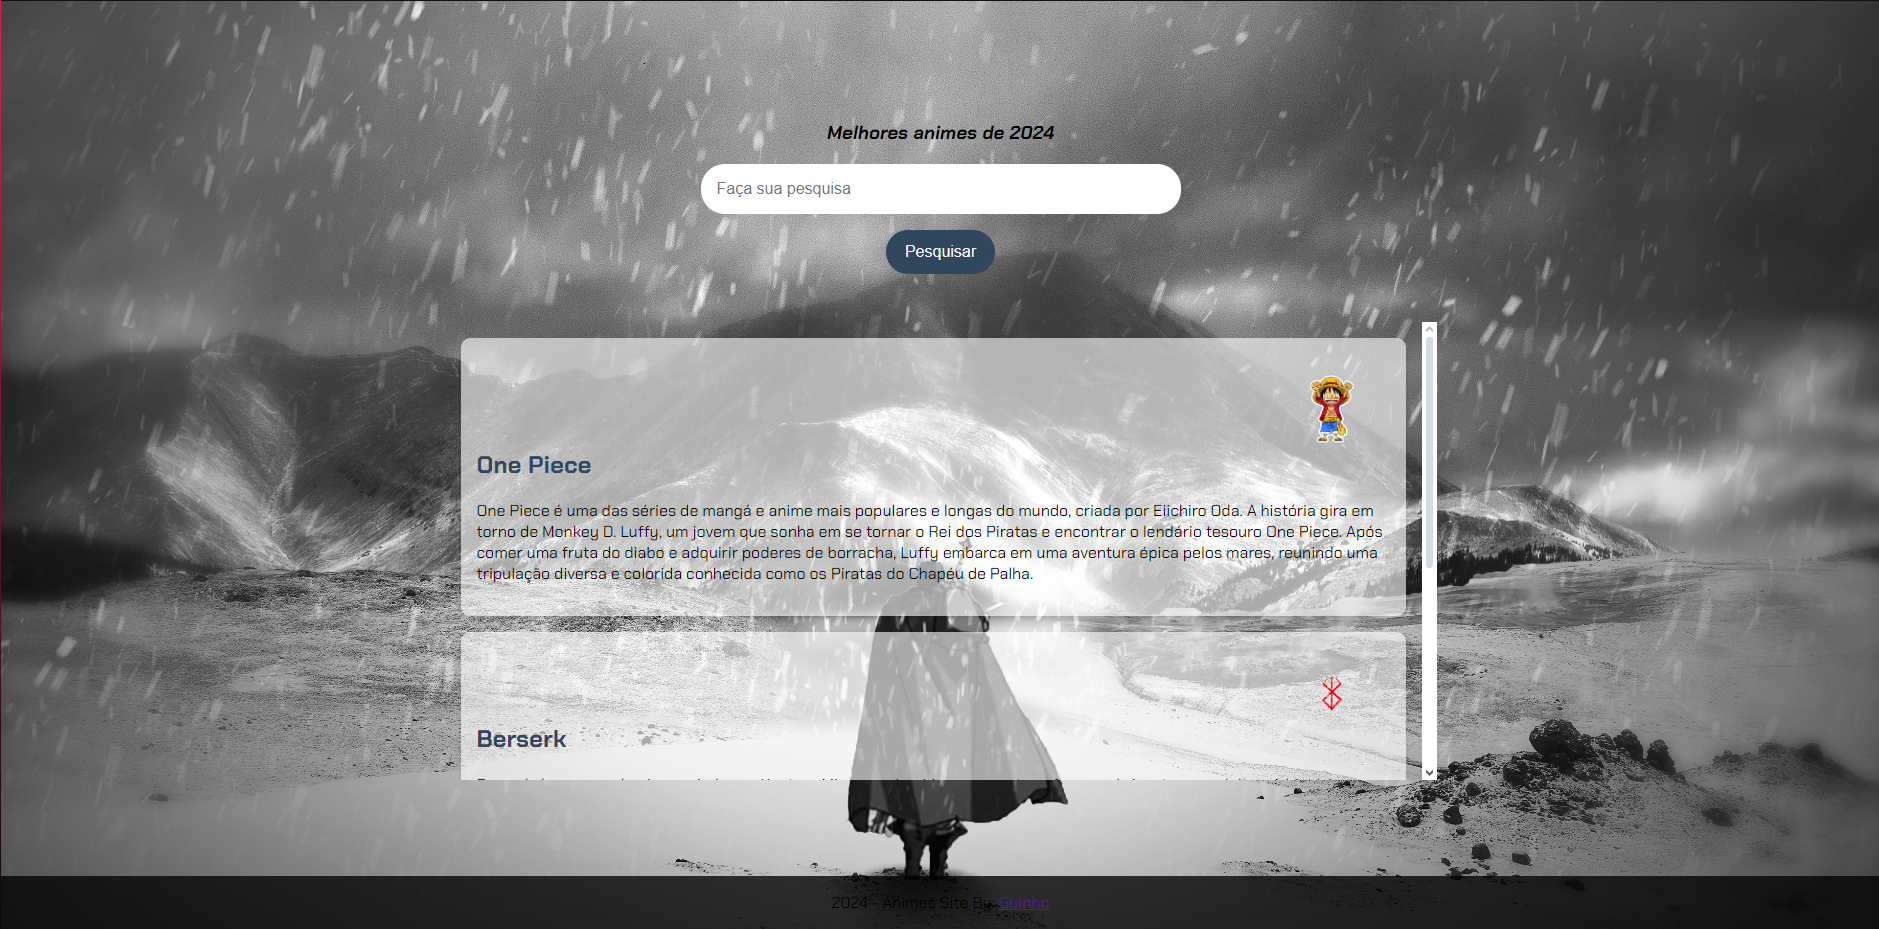 Melhores animes de 2024
Faça sua pesquisa
Pesquisar
One Piece
One Piece é uma das séries de mangá e anime mais populares e longas do mundo, criada por Eiichiro Oda. A história gira em
torno de Monkey D. Luffy, um jovem que sonha em se tornar o Rei dos Piratas e encontrar o lendário tesouro One Piece. Após
comer uma fruta do diabo e adquirir poderes de borracha, Luffy embarca em uma aventura épica pelos mares, reunindo uma
tripulação diversa e colorida conhecida como os Piratas do Chapéu de Palha.
Berserk
2024 - Animes Site By: Guinho